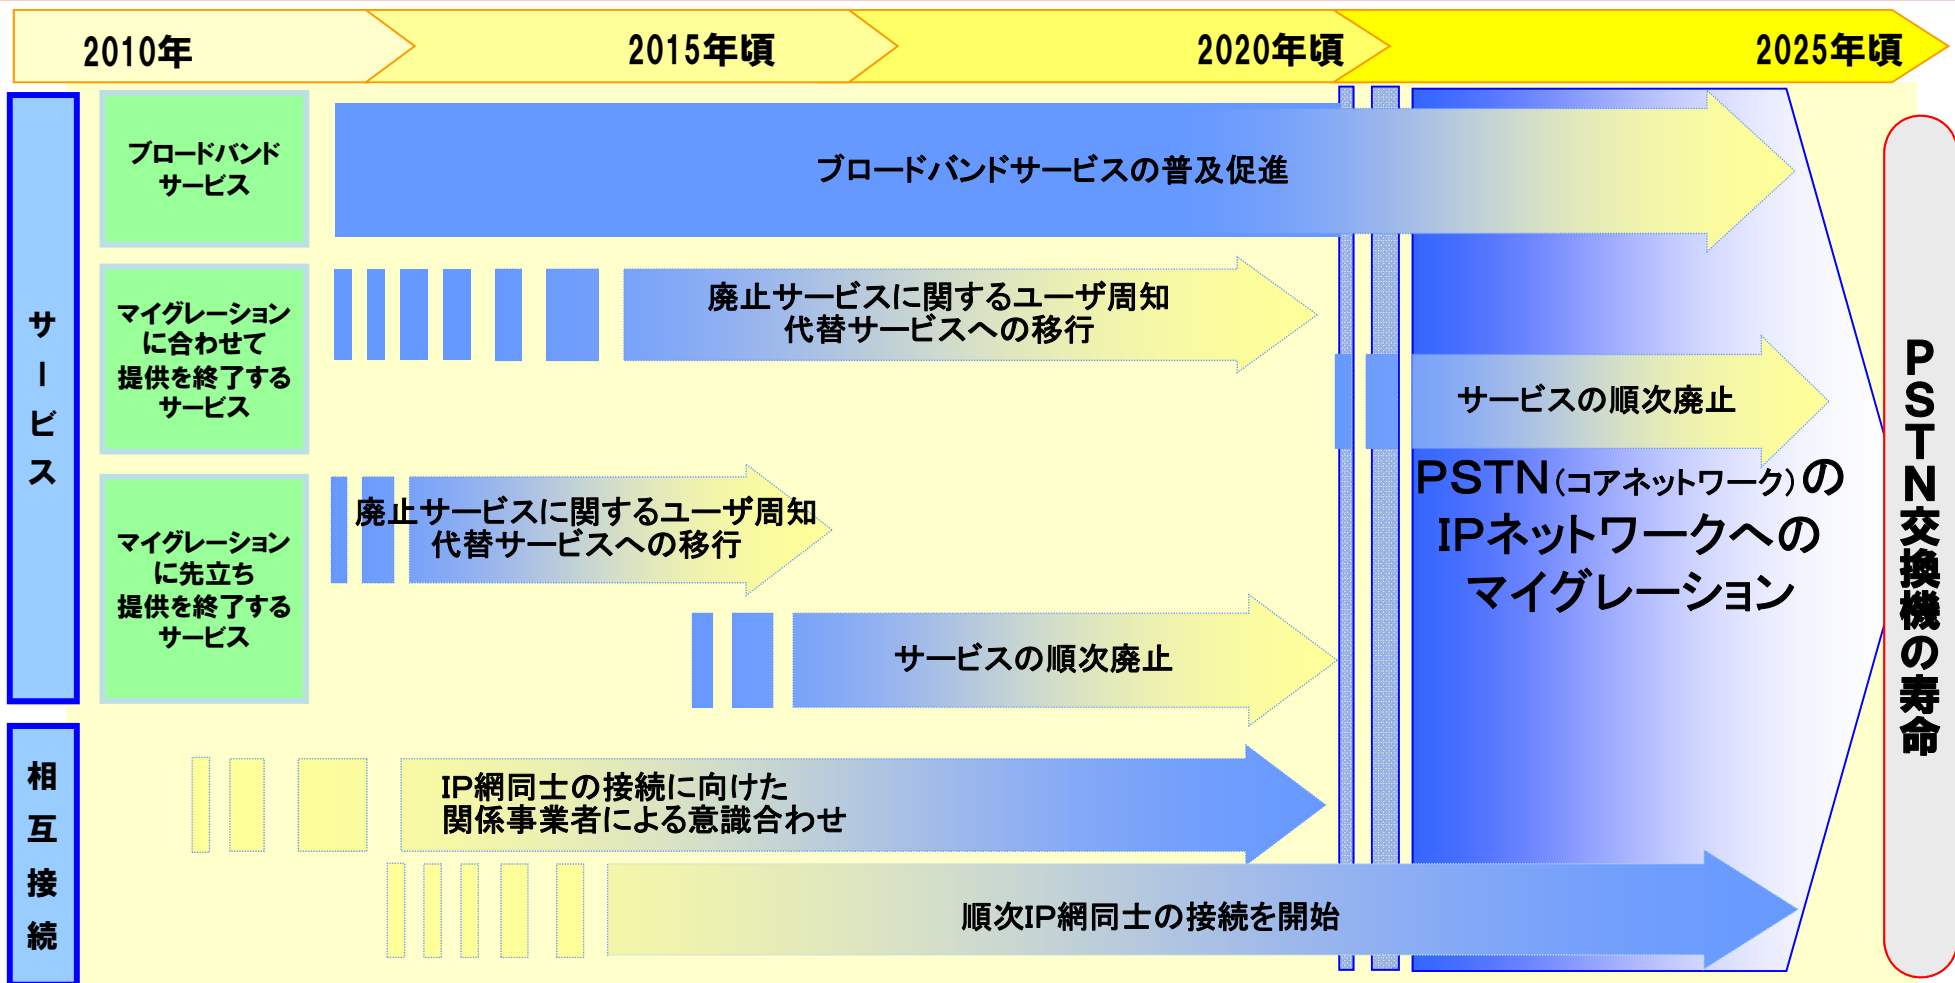 2010年
2015年頃
2020年頃
2025年頃
サービス
ブロードバンド
サービス
ブロードバンドサービスの普及促進
マイグレーション
に合わせて
提供を終了する
サービス
廃止サービスに関するユーザ周知
代替サービスへの移行
サービスの順次廃止
マイグレーション
に先立ち
提供を終了する
サービス
廃止サービスに関するユーザ周知
代替サービスへの移行
サービスの順次廃止
PSTN(コアネットワーク)の
IPネットワークへの
マイグレーション
PSTN交換機の寿命
相互接続
IP網同士の接続に向けた
関係事業者による意識合わせ
順次IP網同士の接続を開始